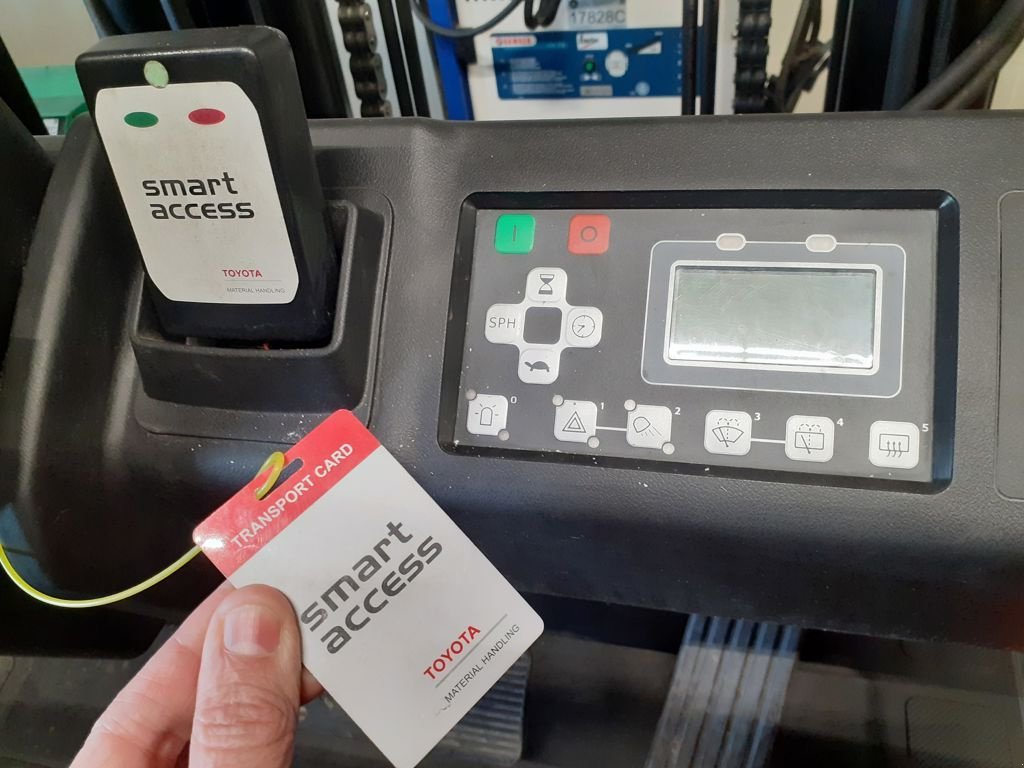 17828C
smart
access
TOYOTA
MATERIAL HANDLING
I
O
SPH
0
1
2
3
4
5
TRANSPORT CARD
smart
access
TOYOTA
MATERIAL HANDLING